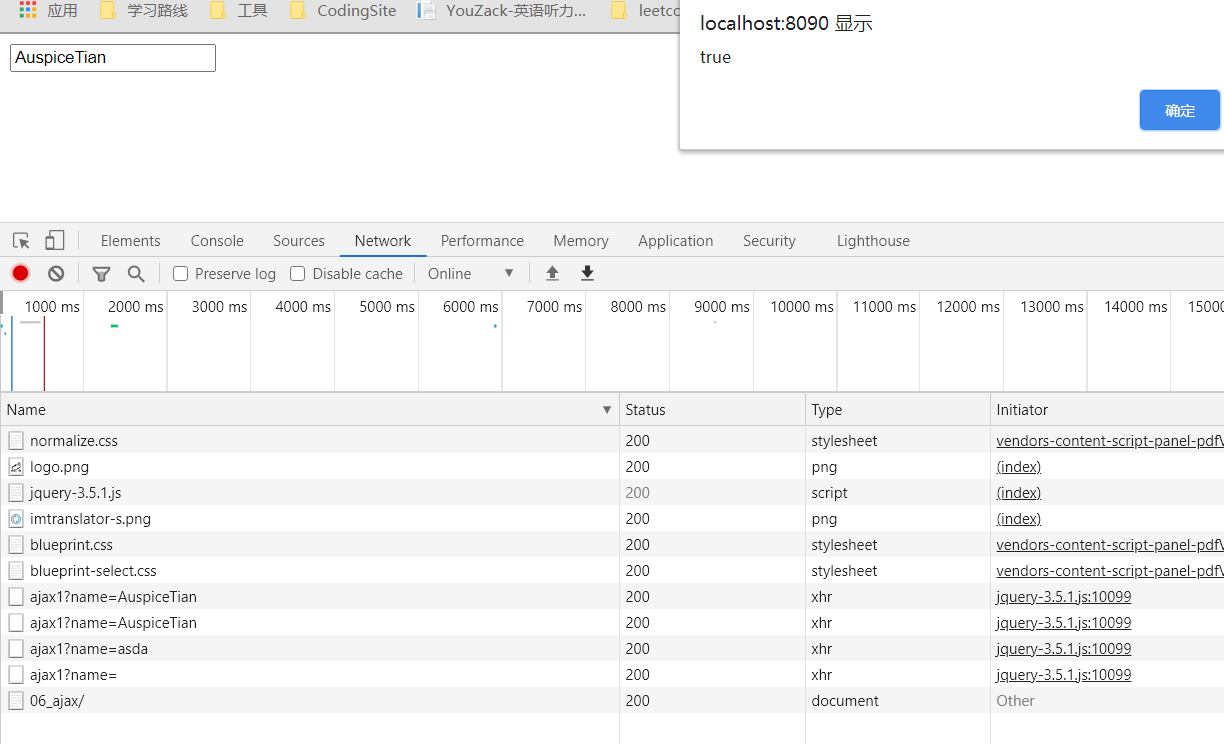 应用 学习路线 工具 CodingSite YouZack-英语听力... leetco
localhost:8090 显示
true
确定
AuspiceTian
Elements Console Sources Network Performance Memory Application Security Lighthouse
Preserve log Disable cache Online
1000 ms 2000 ms 3000 ms 4000 ms 5000 ms 6000 ms 7000 ms 8000 ms 9000 ms 10000 ms 11000 ms 12000 ms 13000 ms 14000 ms 15000
Name Status Type Initiator
normalize.css 200 stylesheet vendors-content-script-panel-pdfV
logo.png 200 png (index)
jquery-3.5.1.js 200 script (index)
imtranslator-s.png 200 png (index)
blueprint.css 200 stylesheet vendors-content-script-panel-pdfV
blueprint-select.css 200 stylesheet vendors-content-script-panel-pdfV
ajax1?name=AuspiceTian 200 xhr jquery-3.5.1.js:10099
ajax1?name=AuspiceTian 200 xhr jquery-3.5.1.js:10099
ajax1?name=asda 200 xhr jquery-3.5.1.js:10099
ajax1?name= 200 xhr jquery-3.5.1.js:10099
06_ajax/ 200 document Other